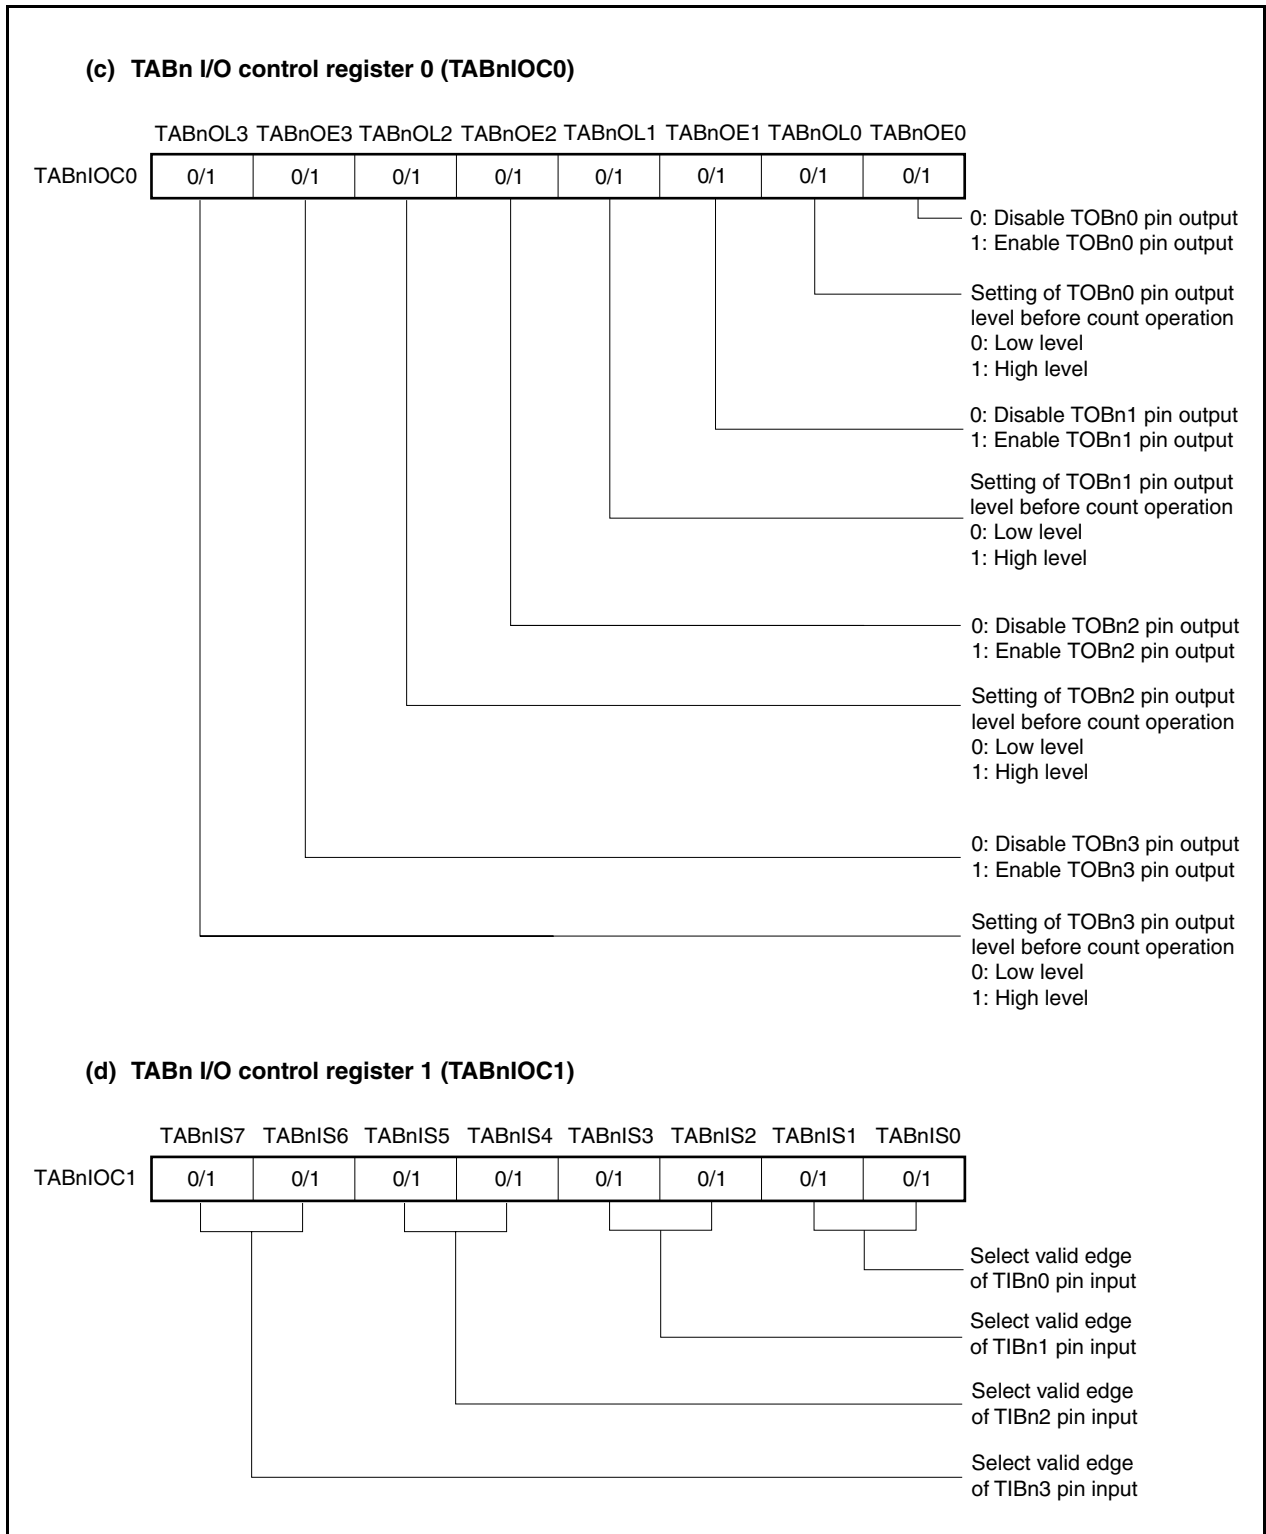 (c) TABn I/O control register 0 (TABnIOC0)
TABnOL3 TABnOE3 TABnOL2 TABnOE2 TABnOL1 TABnOE1 TABnOL0 TABnOE0
TABnIOC0 0/1 0/1 0/1 0/1 0/1 0/1 0/1 0/1
0: Disable TOBn0 pin output
1: Enable TOBn0 pin output
Setting of TOBn0 pin output
level before count operation
0: Low level
1: High level
0: Disable TOBn1 pin output
1: Enable TOBn1 pin output
Setting of TOBn1 pin output
level before count operation
0: Low level
1: High level
0: Disable TOBn2 pin output
1: Enable TOBn2 pin output
Setting of TOBn2 pin output
level before count operation
0: Low level
1: High level
0: Disable TOBn3 pin output
1: Enable TOBn3 pin output
Setting of TOBn3 pin output
level before count operation
0: Low level
1: High level
(d) TABn I/O control register 1 (TABnIOC1)
TABnIS7 TABnIS6 TABnIS5 TABnIS4 TABnIS3 TABnIS2 TABnIS1 TABnIS0
TABnIOC1 0/1 0/1 0/1 0/1 0/1 0/1 0/1 0/1
Select valid edge
of TIBn0 pin input
Select valid edge
of TIBn1 pin input
Select valid edge
of TIBn2 pin input
Select valid edge
of TIBn3 pin input